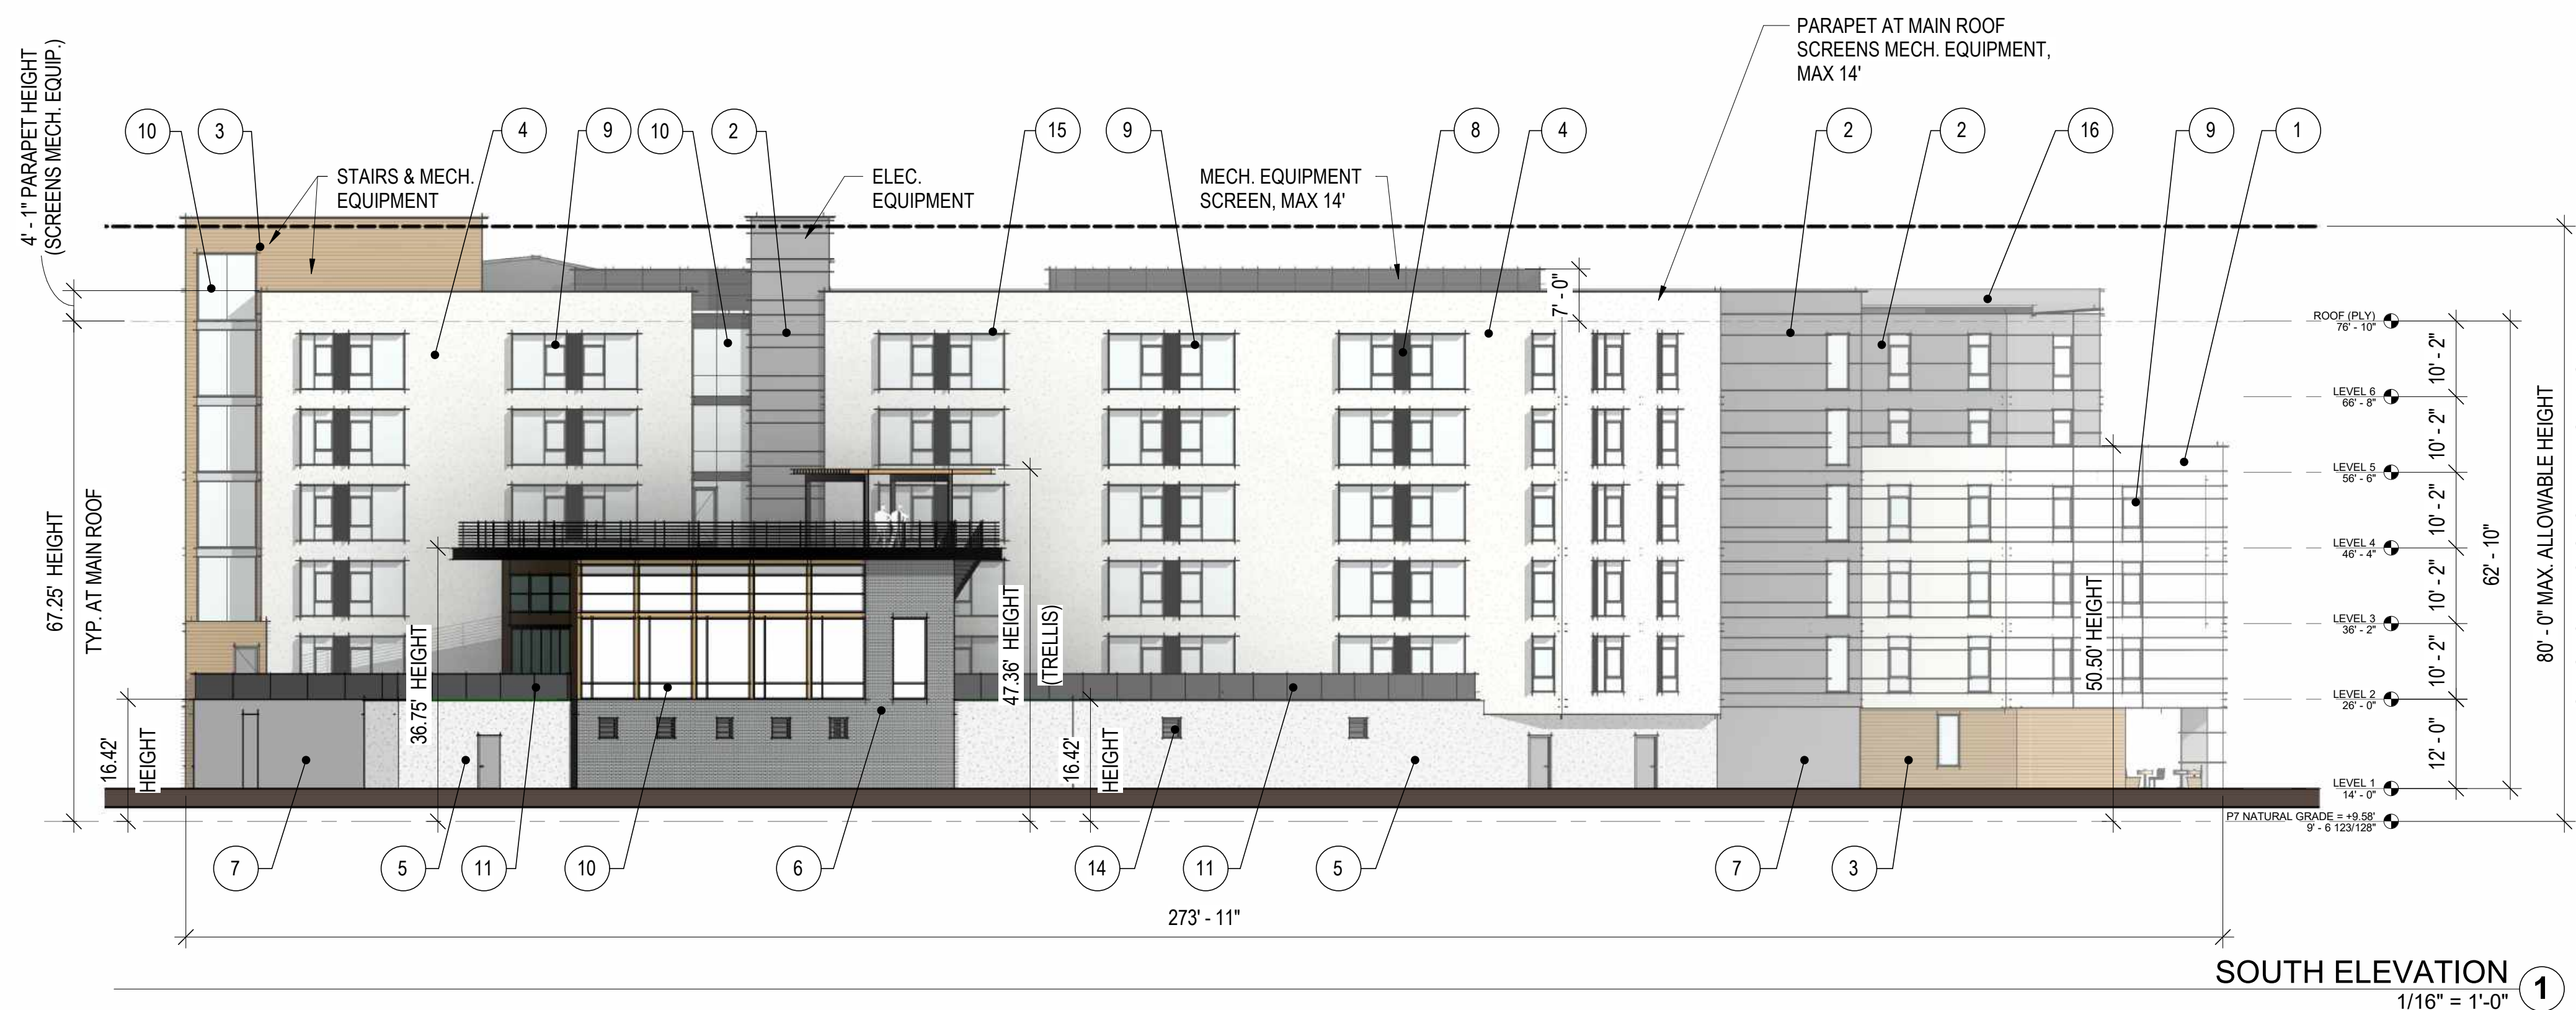 PARAPET AT MAIN ROOF
SCREENS MECH. EQUIPMENT,
MAX 14'
4' - 1" PARAPET HEIGHT
(SCREENS MECH. EQUIP.)
10
3
4
9
10
2
15
9
8
4
2
2
16
9
1
STAIRS & MECH.
EQUIPMENT
ELEC.
EQUIPMENT
MECH. EQUIPMENT
SCREEN, MAX 14'
7' - 0"
ROOF (PLY)
76' - 10"
10' - 2"
LEVEL 6
66' - 8"
10' - 2"
LEVEL 5
56' - 6"
10' - 2"
LEVEL 4
46' - 4"
10' - 2"
LEVEL 3
36' - 2"
10' - 2"
LEVEL 2
26' - 0"
12' - 0"
LEVEL 1
14' - 0"
P7 NATURAL GRADE = +9.58'
9' - 6 123/128"
62' - 10"
80' - 0" MAX. ALLOWABLE HEIGHT
67.25' HEIGHT
TYP. AT MAIN ROOF
16.42'
HEIGHT
36.75' HEIGHT
47.36' HEIGHT
(TRELLIS)
16.42'
HEIGHT
50.50' HEIGHT
7
5
11
10
6
14
11
5
7
3
273' - 11"
SOUTH ELEVATION
1
1/16" = 1'-0"